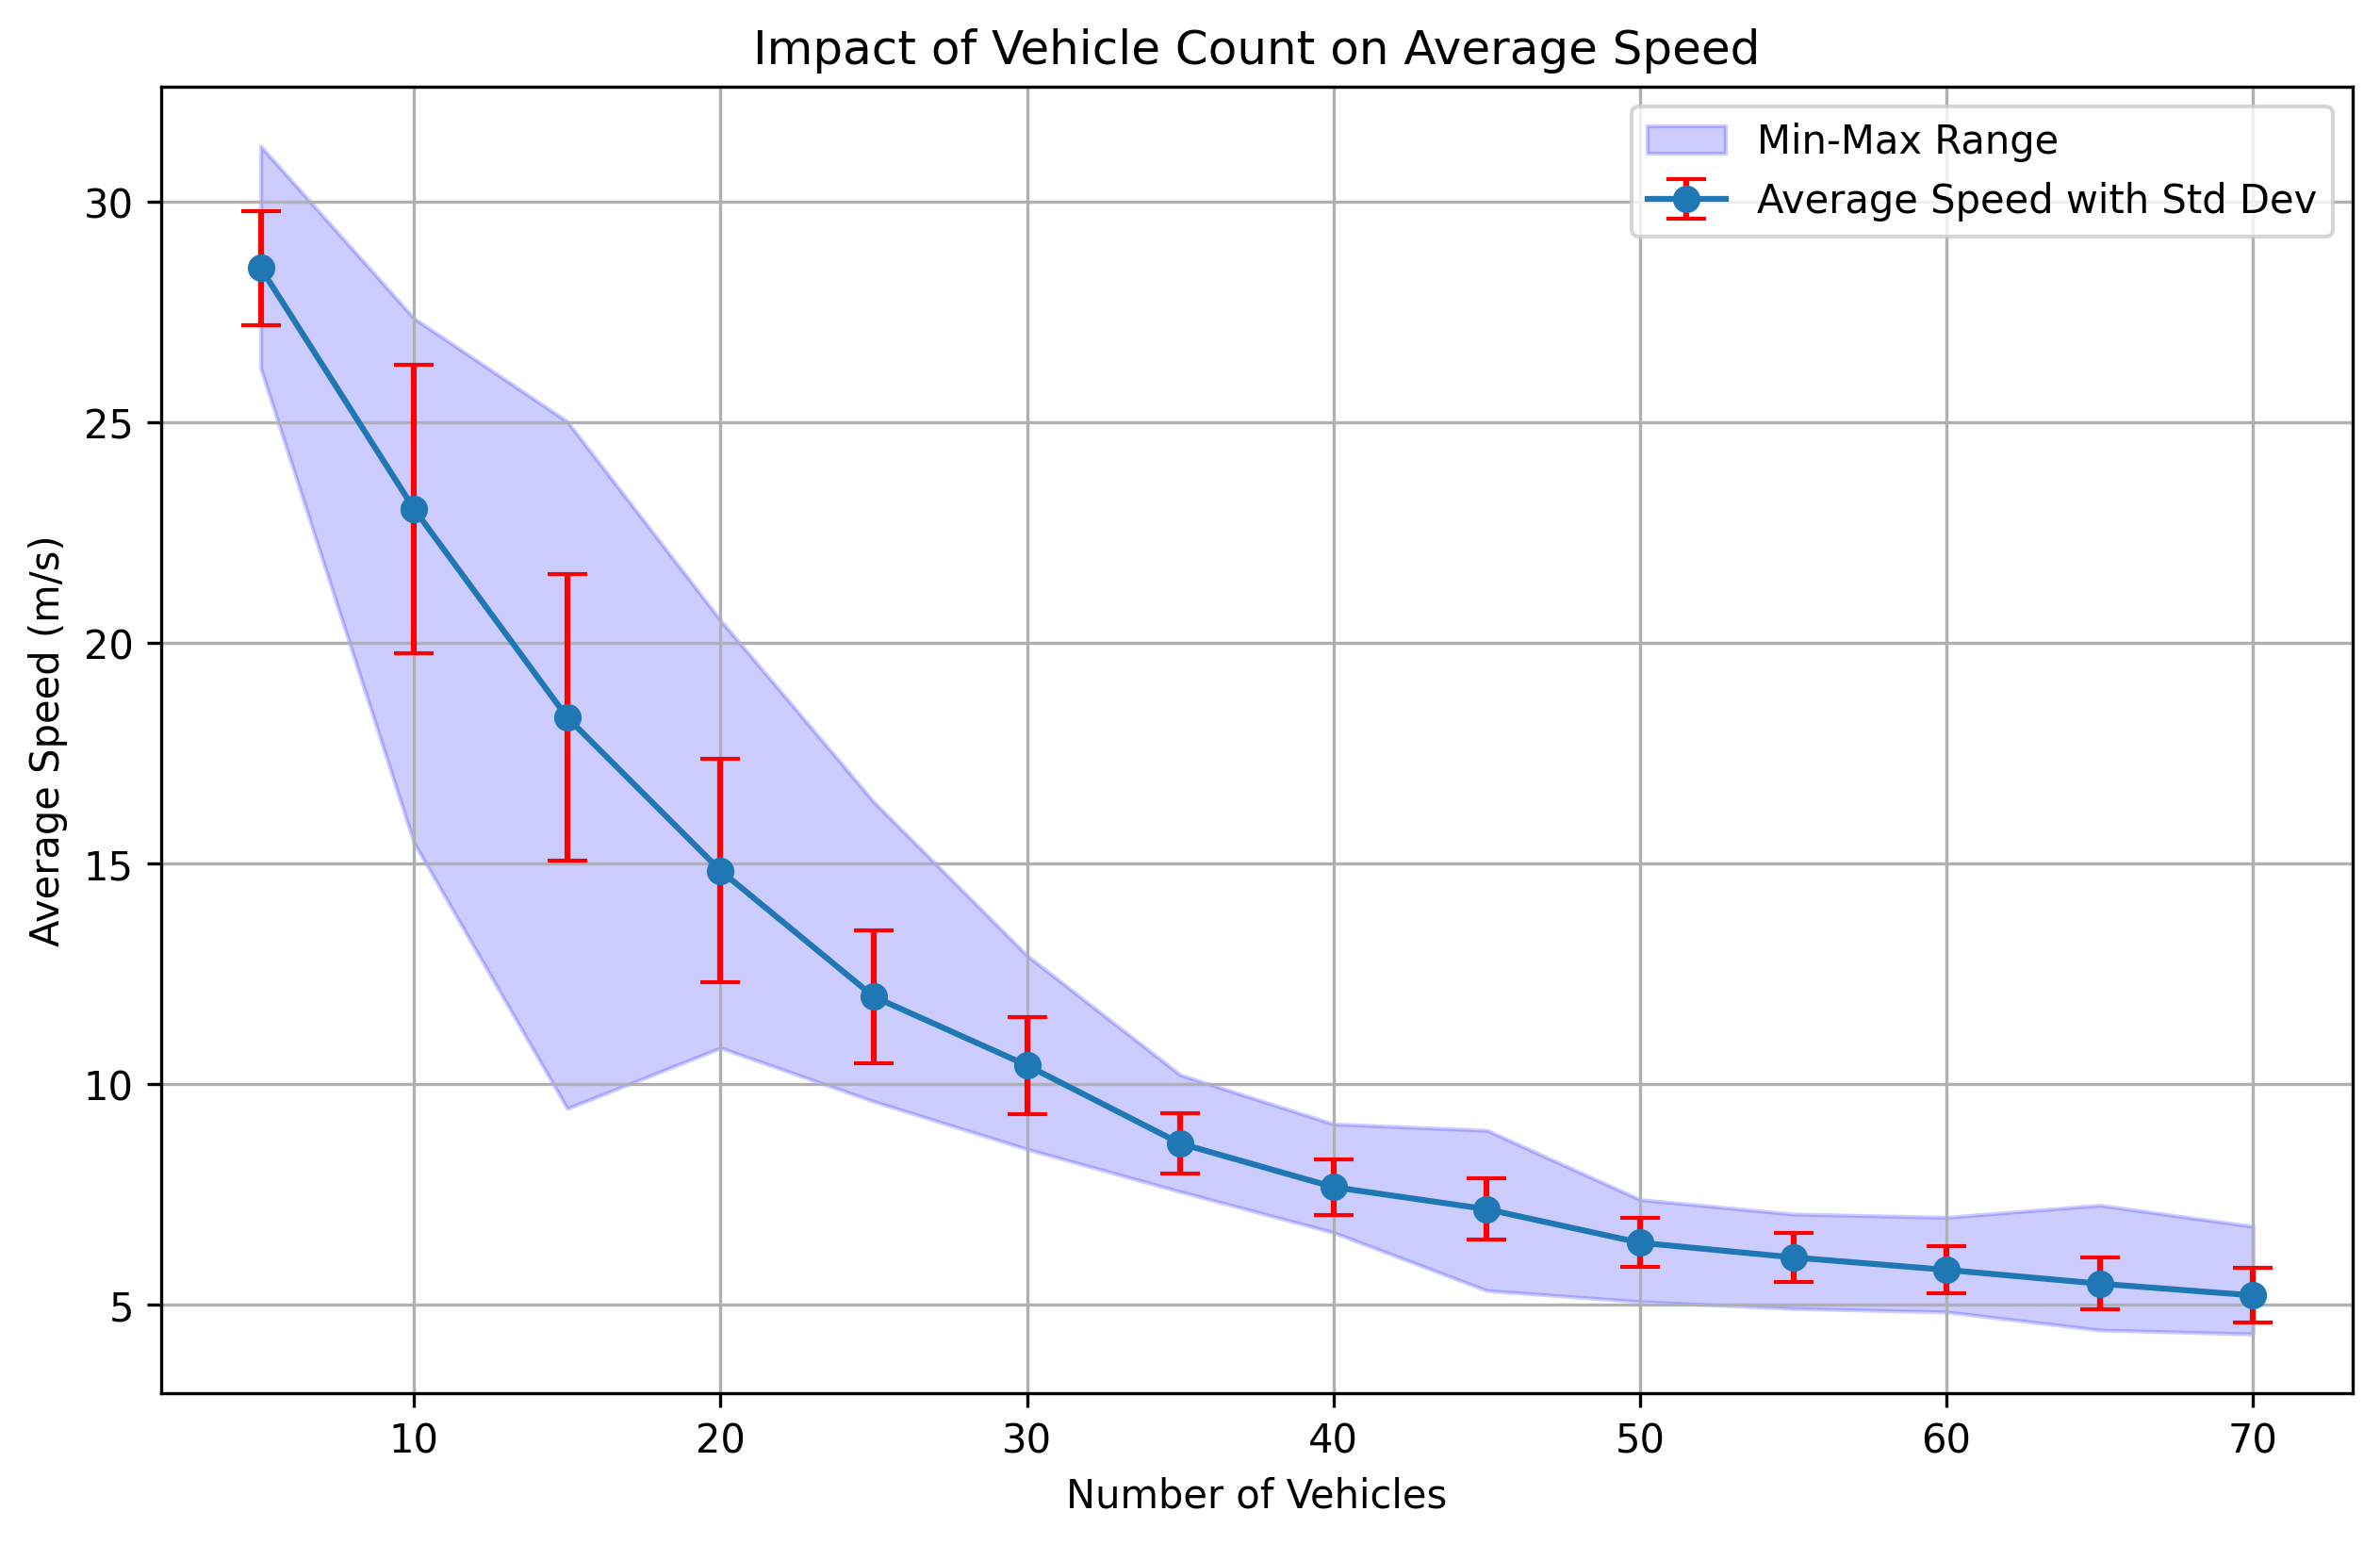 Impact of Vehicle Count on Average Speed
Min-Max Range
Average Speed with Std Dev
Average Speed (m/s)
30
25
20
15
10
5
10 20 30 40 50 60 70
Number of Vehicles